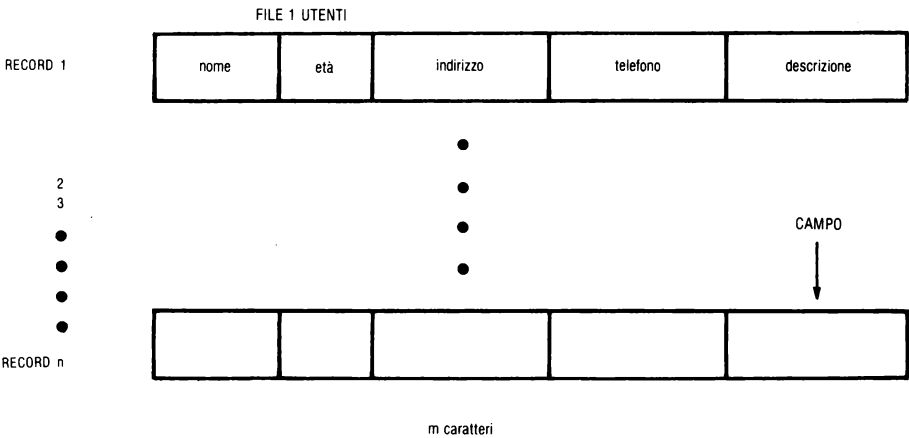 FILE 1 UTENTI
RECORD 1
nome
età
indirizzo
telefono
descrizione
2
3
CAMPO
RECORD n
m caratteri